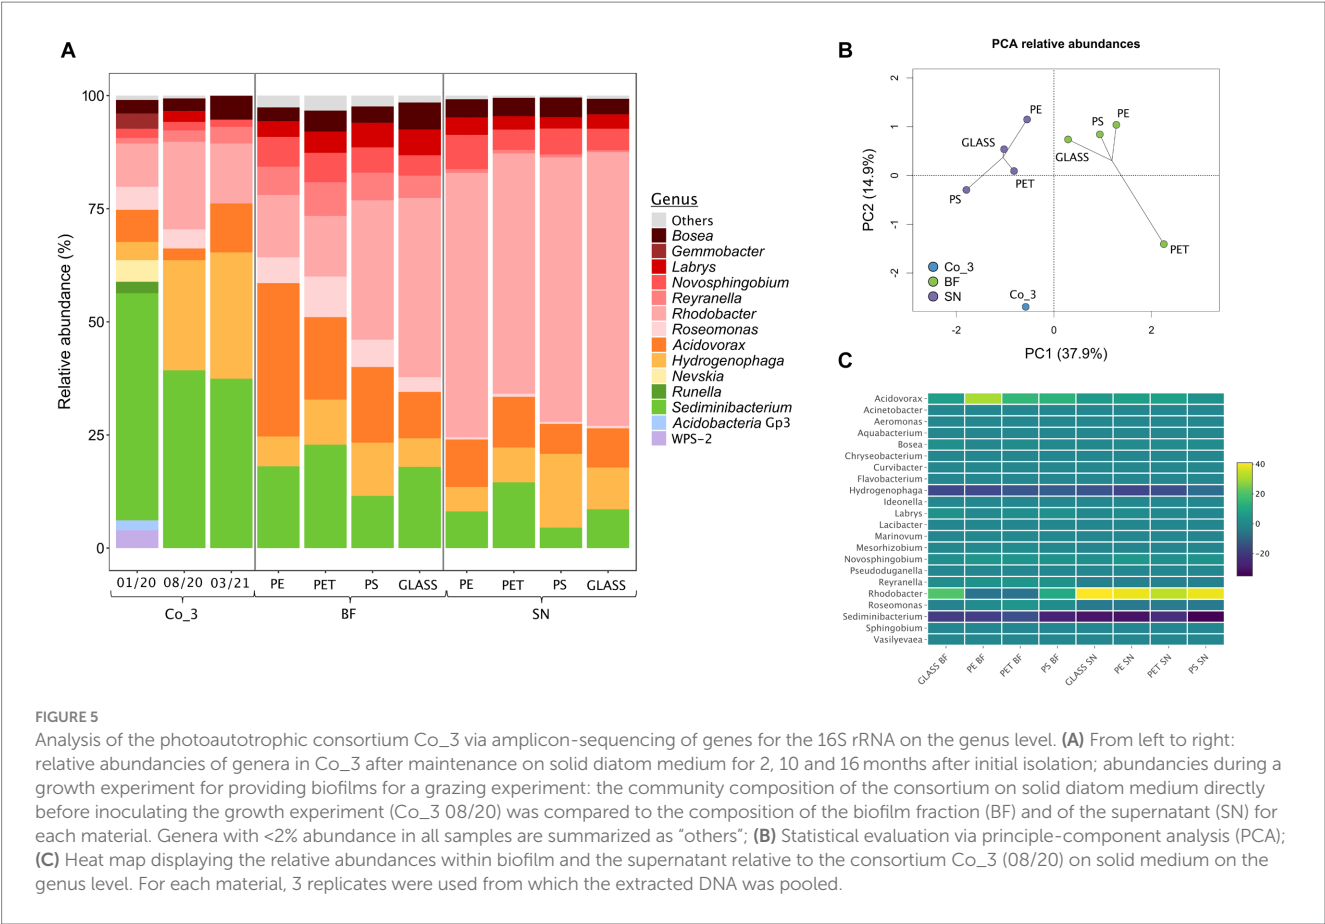 A
100
75
50
25
0
Relative abundance (%)
01/20 08/20 03/21 PE PET PS GLASS PE PET PS GLASS
Co_3 BF SN
Genus
Others
Bosea
Gemmobacter
Labrys
Novosphingobium
Reyranella
Rhodobacter
Roseomonas
Acidovorax
Hydrogenophaga
Nevskia
Runella
Sediminibacterium
Acidobacteria Gp3
WPS-2
B
PCA relative abundances
2
1
0
-1
-2
PC2 (14.9%)
PE
GLASS
PET
PS
PE
PS
GLASS
PET
Co_3
Co_3
BF
SN
-2 0 2
PC1 (37.9%)
C
Acidovorax
Acinetobacter
Aeromonas
Aquabacterium
Bosea
Chryseobacterium
Curvibacter
Flavobacterium
Hydrogenophaga
Ideonella
Labrys
Lacibacter
Marinovum
Mesorhizobium
Novosphingobium
Pseudoduganella
Reyranella
Rhodobacter
Roseomonas
Sediminibacterium
Sphingobium
Vasilyevaea
GLASS BF PE BF PET BF PS BF GLASS SN PE SN PET SN PS SN
40
20
0
−20
FIGURE 5
Analysis of the photoautotrophic consortium Co_3 via amplicon-sequencing of genes for the 16S rRNA on the genus level. (A) From left to right:
relative abundancies of genera in Co_3 after maintenance on solid diatom medium for 2, 10 and 16 months after initial isolation; abundancies during a
growth experiment for providing biofilms for a grazing experiment: the community composition of the consortium on solid diatom medium directly
before inoculating the growth experiment (Co_3 08/20) was compared to the composition of the biofilm fraction (BF) and of the supernatant (SN) for
each material. Genera with <2% abundance in all samples are summarized as “others”; (B) Statistical evaluation via principle-component analysis (PCA);
(C) Heat map displaying the relative abundances within biofilm and the supernatant relative to the consortium Co_3 (08/20) on solid medium on the
genus level. For each material, 3 replicates were used from which the extracted DNA was pooled.